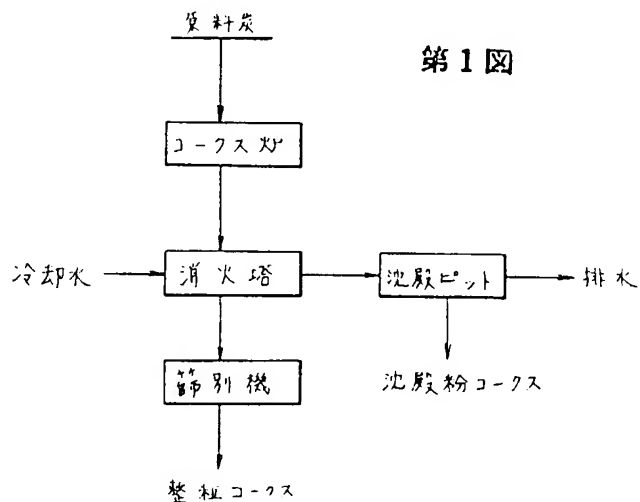 原料炭
第1図
コークス炉
冷却水
消火塔
沈殿ピット
排水
篩別機
沈殿粉コークス
整粒コークス